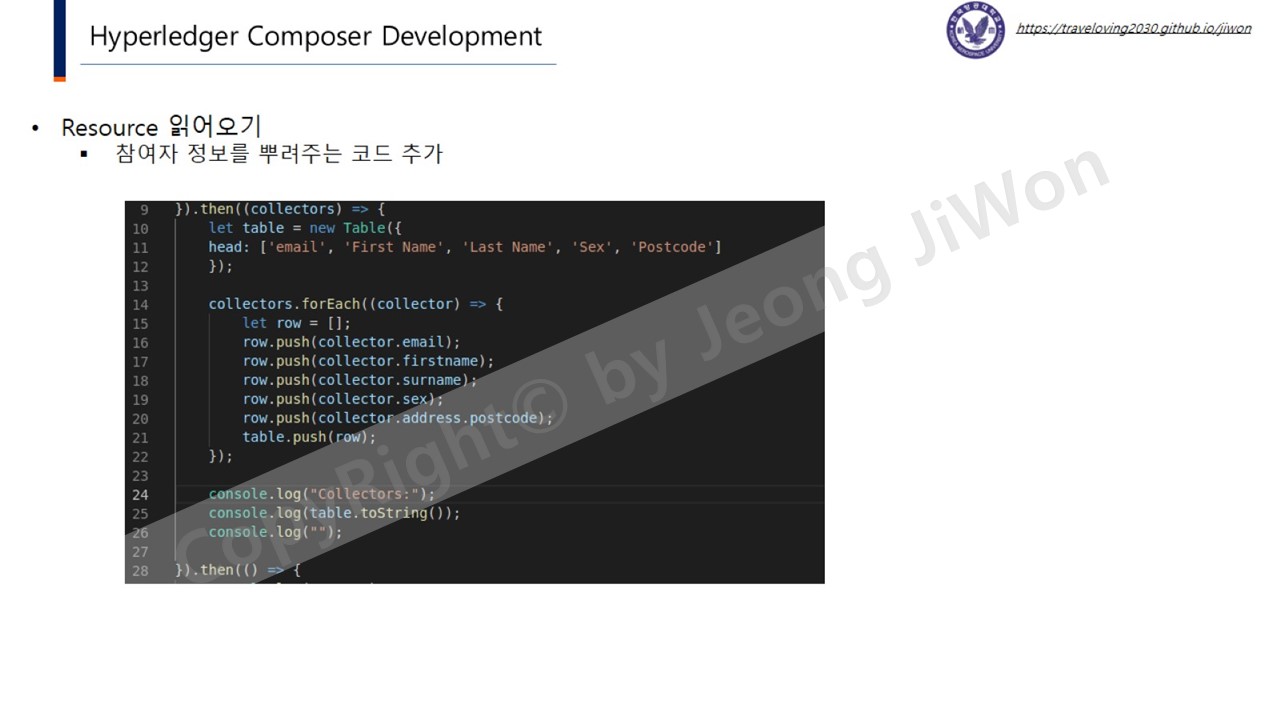 Hyperledger Composer Development
https://traveloving2030.github.io/jiwon
• Resource 읽어오기
▪ 참여자 정보를 뿌려주는 코드 추가
9 }).then((collectors) => {
10 let table = new Table({
11 head: ['email', 'First Name', 'Last Name', 'Sex', 'Postcode']
12 });
13
14 collectors.forEach((collector) => {
15 let row = [];
16 row.push(collector.email);
17 row.push(collector.firstname);
18 row.push(collector.surname);
19 row.push(collector.sex);
20 row.push(collector.address.postcode);
21 table.push(row);
22 });
23
24 console.log("Collectors:");
25 console.log(table.toString());
26 console.log("");
27
28 }).then(() => {
CopyRight© by Jeong JiWon